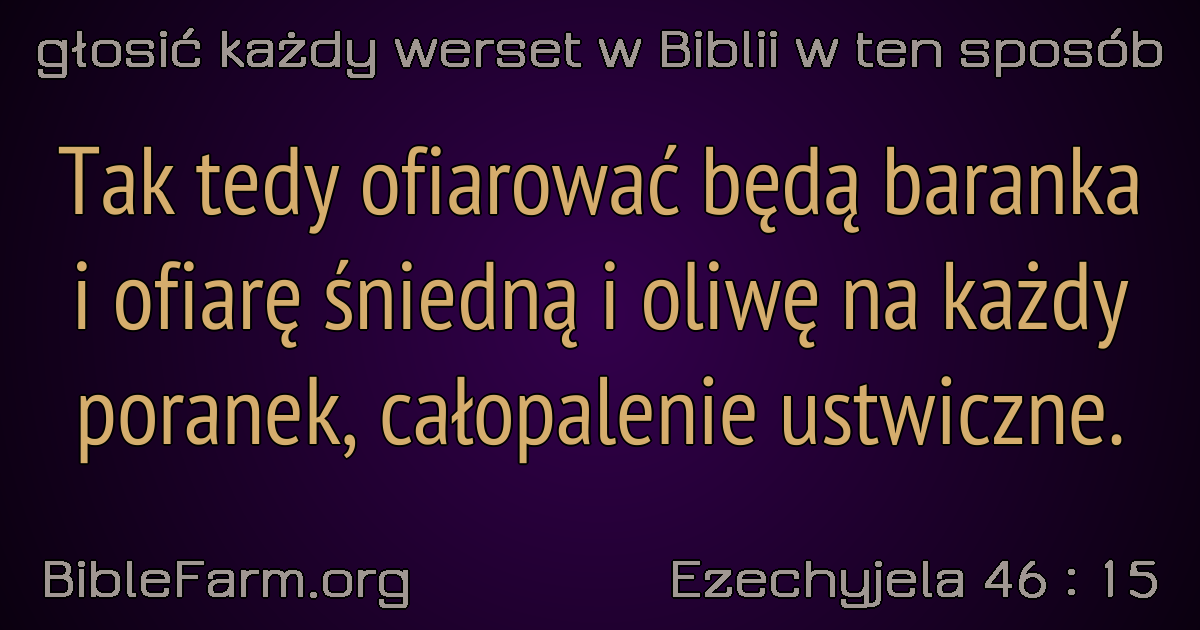 głosić każdy werset w Biblii w ten sposób
Tak tedy ofiarować będą baranka
i ofiarę śniedną i oliwę na każdy
poranek, całopalenie ustwiczne.
BibleFarm.org
Ezechyjela 46 : 15